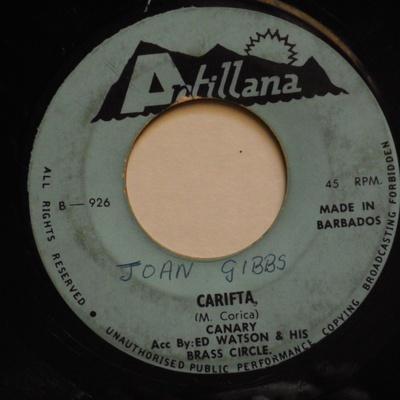 Antillana
45 RPM.
B — 926
MADE IN
BARBADOS
JOAN GIBBS
CARIFTA,
(M. Corica)
CANARY
Acc By: ED WATSON & HIS
BRASS CIRCLE.
ALL RIGHTS RESERVED • UNAUTHORISED PUBLIC PERFORMANCE COPYING BROADCASTING FORBIDDEN